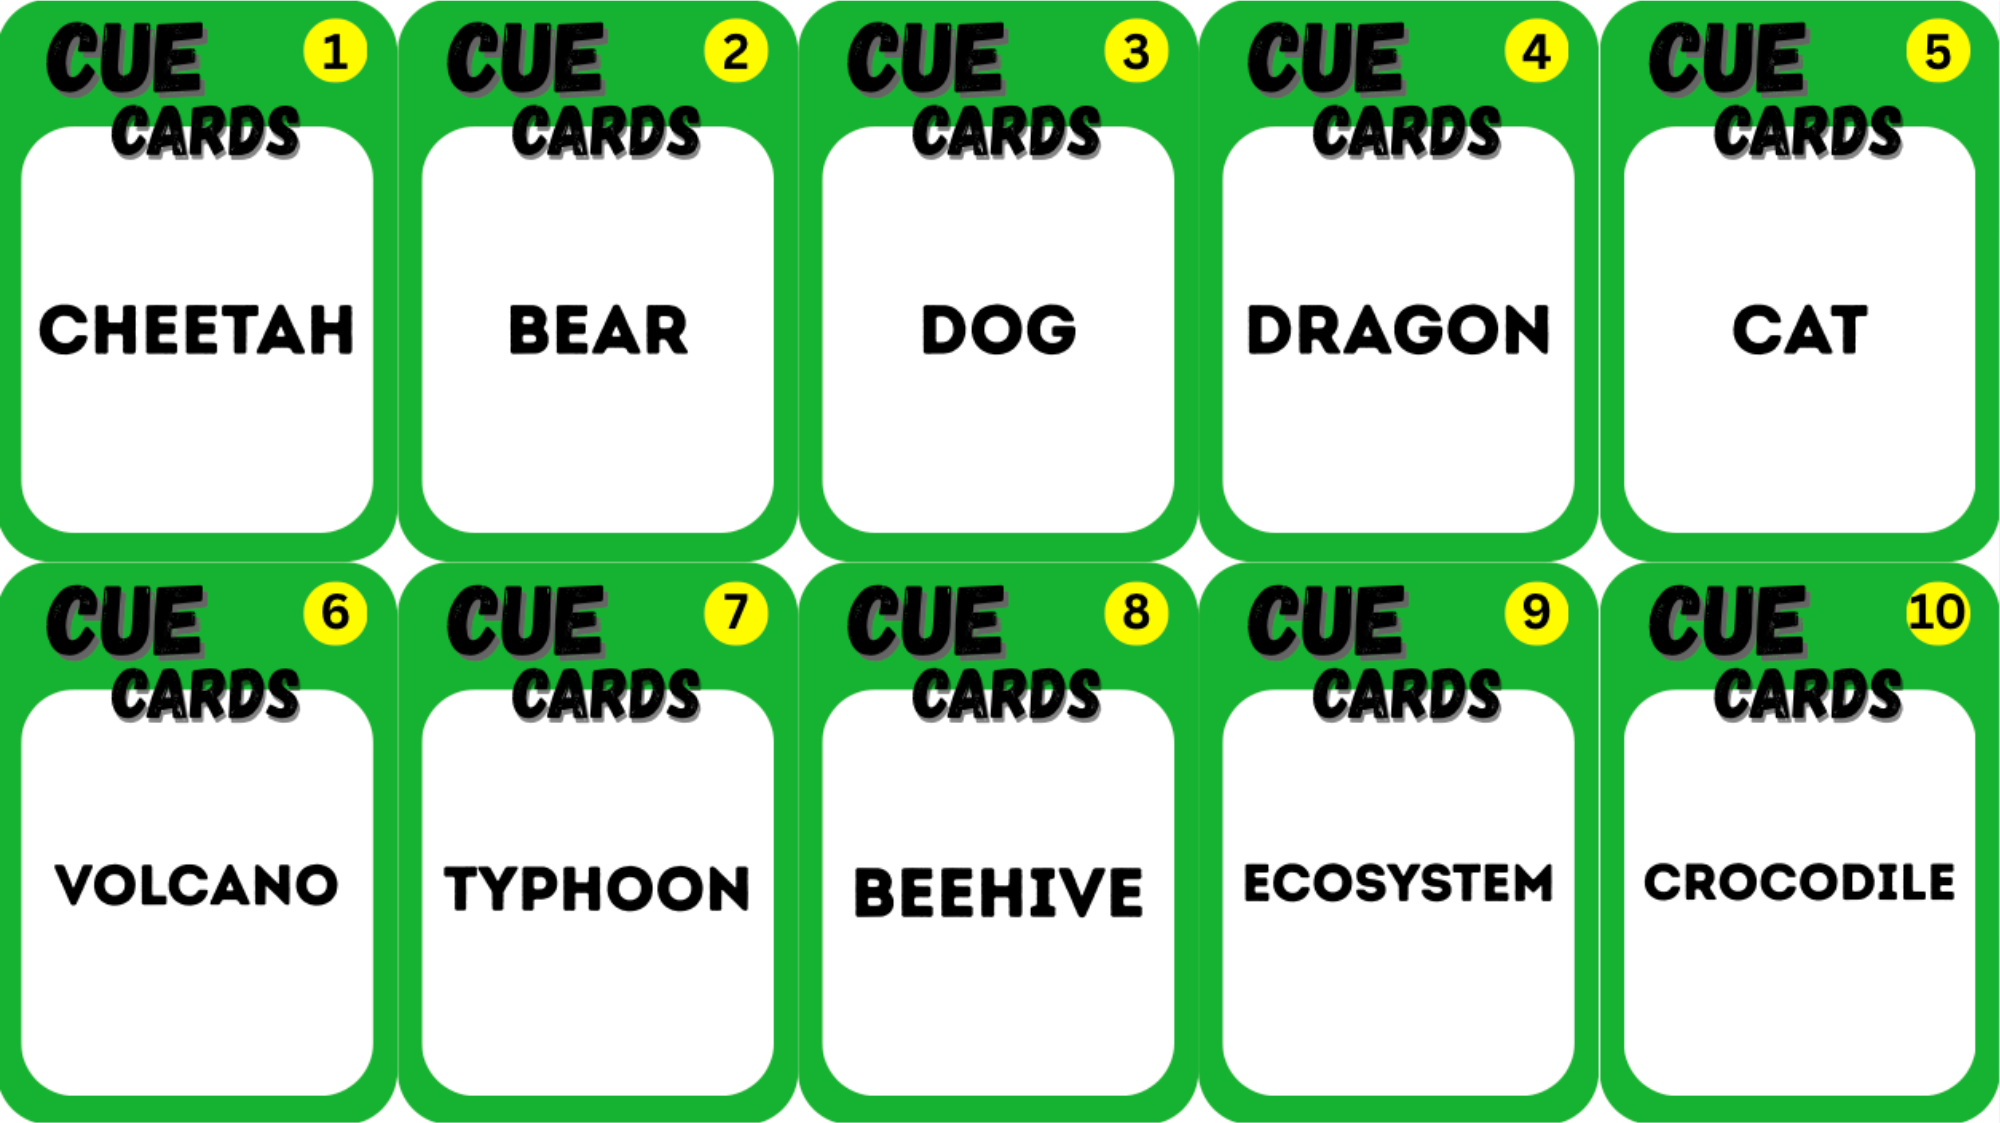 CUE 1
CARDS
CHEETAH
CUE 2
CARDS
BEAR
CUE 3
CARDS
DOG
CUE 4
CARDS
DRAGON
CUE 5
CARDS
CAT
CUE 6
CARDS
VOLCANO
CUE 7
CARDS
TYPHOON
CUE 8
CARDS
BEEHIVE
CUE 9
CARDS
ECOSYSTEM
CUE 10
CARDS
CROCODILE